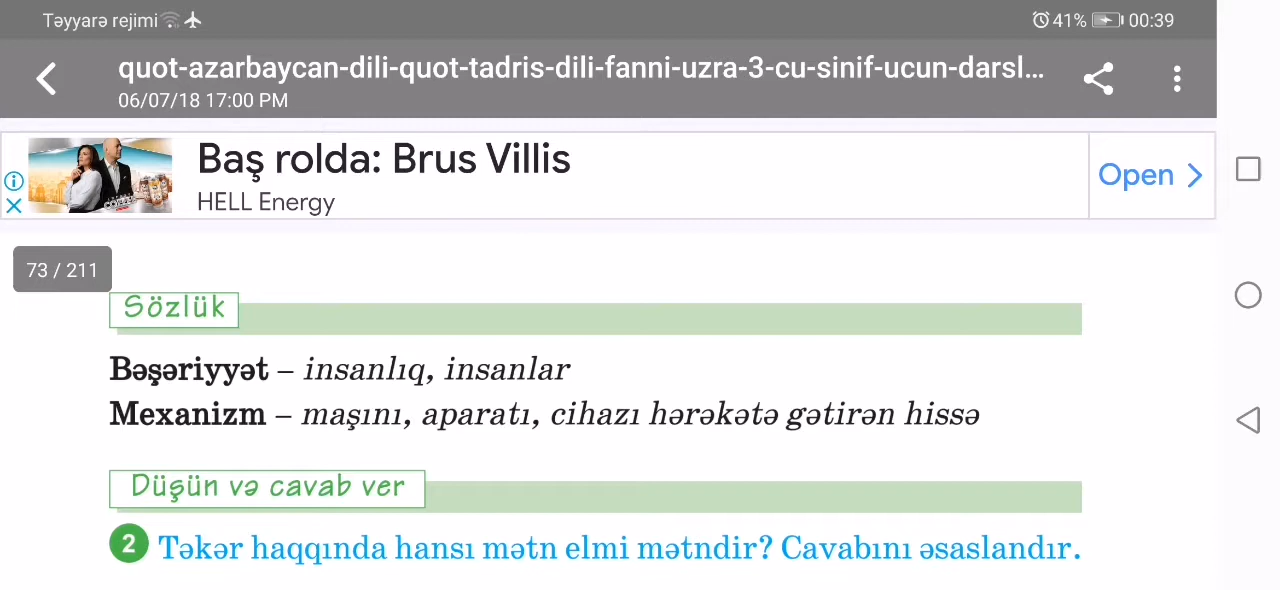 Təyyarə rejimi 41% 00:39
quot-azarbaycan-dili-quot-tadris-dili-fanni-uzra-3-cu-sinif-ucun-darsl...
06/07/18 17:00 PM
Baş rolda: Brus Villis
HELL Energy
Open
73 / 211
Sözlük
Bəşəriyyət – insanlıq, insanlar
Mexanizm – maşını, aparatı, cihazı hərəkətə gətirən hissə
Düşün və cavab ver
2 Təkər haqqında hansı mətn elmi mətndir? Cavabını əsaslandır.